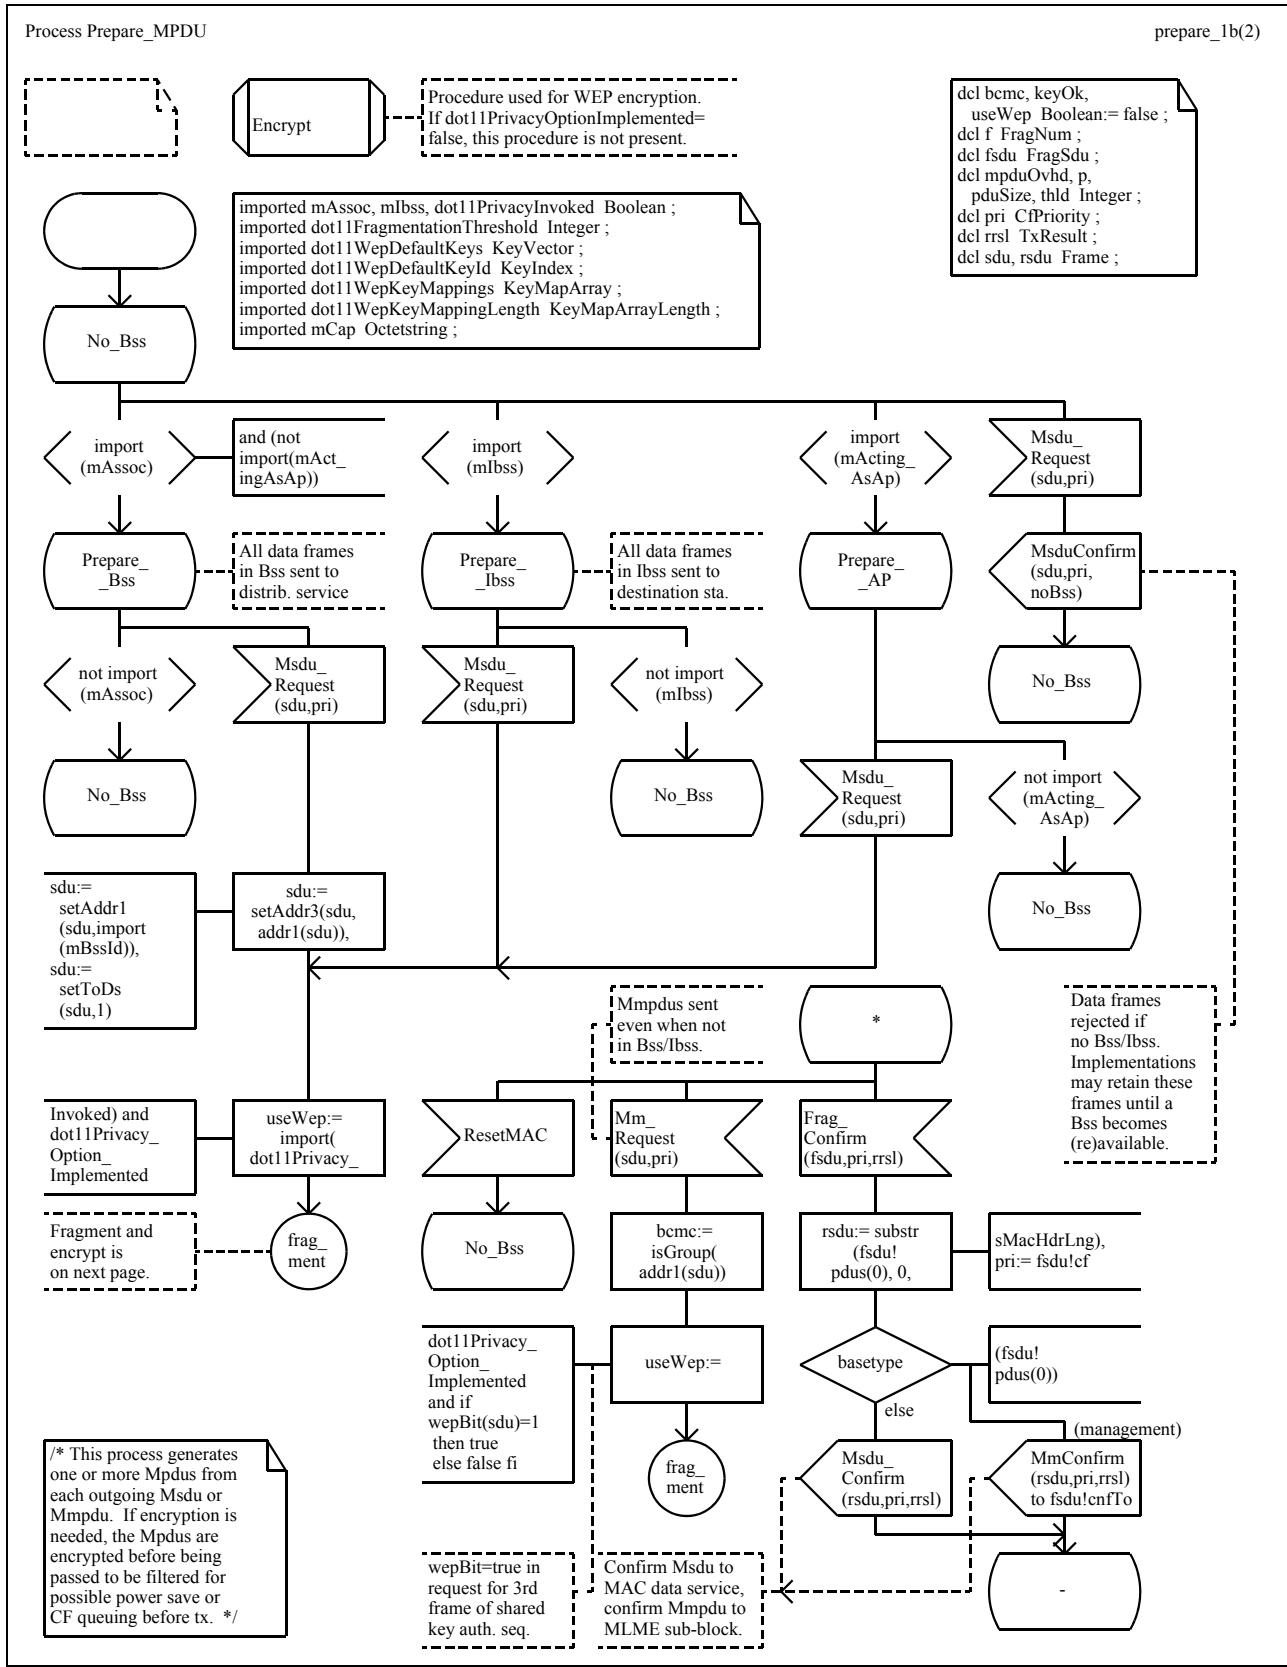 Process Prepare_MPDU
prepare_1b(2)
Encrypt
Procedure used for WEP encryption.
If dot11PrivacyOptionImplemented=
false, this procedure is not present.
dcl bcmc, keyOk,
useWep Boolean:= false ;
dcl f FragNum ;
dcl fsdu FragSdu ;
dcl mpduOvhd, p,
pduSize, thld Integer ;
dcl pri CfPriority ;
dcl rrsl TxResult ;
dcl sdu, rsdu Frame ;
imported mAssoc, mIbss, dot11PrivacyInvoked Boolean ;
imported dot11FragmentationThreshold Integer ;
imported dot11WepDefaultKeys KeyVector ;
imported dot11WepDefaultKeyId KeyIndex ;
imported dot11WepKeyMappings KeyMapArray ;
imported dot11WepKeyMappingLength KeyMapArrayLength ;
imported mCap Octetstring ;
No_Bss
import
(mAssoc)
and (not
import(mAct_
ingAsAp))
import
(mIbss)
import
(mActing_
AsAp)
Msdu_
Request
(sdu,pri)
Prepare_
_Bss
All data frames
in Bss sent to
distrib. service
Prepare_
_Ibss
All data frames
in Ibss sent to
destination sta.
Prepare_
_AP
MsduConfirm
(sdu,pri,
noBss)
not import
(mAssoc)
Msdu_
Request
(sdu,pri)
Msdu_
Request
(sdu,pri)
not import
(mIbss)
No_Bss
No_Bss
No_Bss
Msdu_
Request
(sdu,pri)
not import
(mActing_
AsAp)
sdu:=
setAddr1
(sdu,import
(mBssId)),
sdu:=
setToDs
(sdu,1)
sdu:=
setAddr3(sdu,
addr1(sdu)),
No_Bss
Mmpdus sent
even when not
in Bss/Ibss.
*
Data frames
rejected if
no Bss/Ibss.
Implementations
may retain these
frames until a
Bss becomes
(re)available.
Invoked) and
dot11Privacy_
Option_
Implemented
useWep:=
import(
dot11Privacy_
ResetMAC
Mm_
Request
(sdu,pri)
Frag_
Confirm
(fsdu,pri,rrsl)
Fragment and
encrypt is
on next page.
frag_
ment
No_Bss
bcmc:=
isGroup(
addr1(sdu))
rsdu:= substr
(fsdu!
pdus(0), 0,
sMacHdrLng),
pri:= fsdu!cf
dot11Privacy_
Option_
Implemented
and if
wepBit(sdu)=1
then true
else false fi
useWep:=
basetype
(fsdu!
pdus(0))
else
(management)
/* This process generates
one or more Mpdus from
each outgoing Msdu or
Mmpdu. If encryption is
needed, the Mpdus are
encrypted before being
passed to be filtered for
possible power save or
CF queuing before tx. */
frag_
ment
Msdu_
Confirm
(rsdu,pri,rrsl)
MmConfirm
(rsdu,pri,rrsl)
to fsdu!cnfTo
wepBit=true in
request for 3rd
frame of shared
key auth. seq.
Confirm Msdu to
MAC data service,
confirm Mmpdu to
MLME sub-block.
-